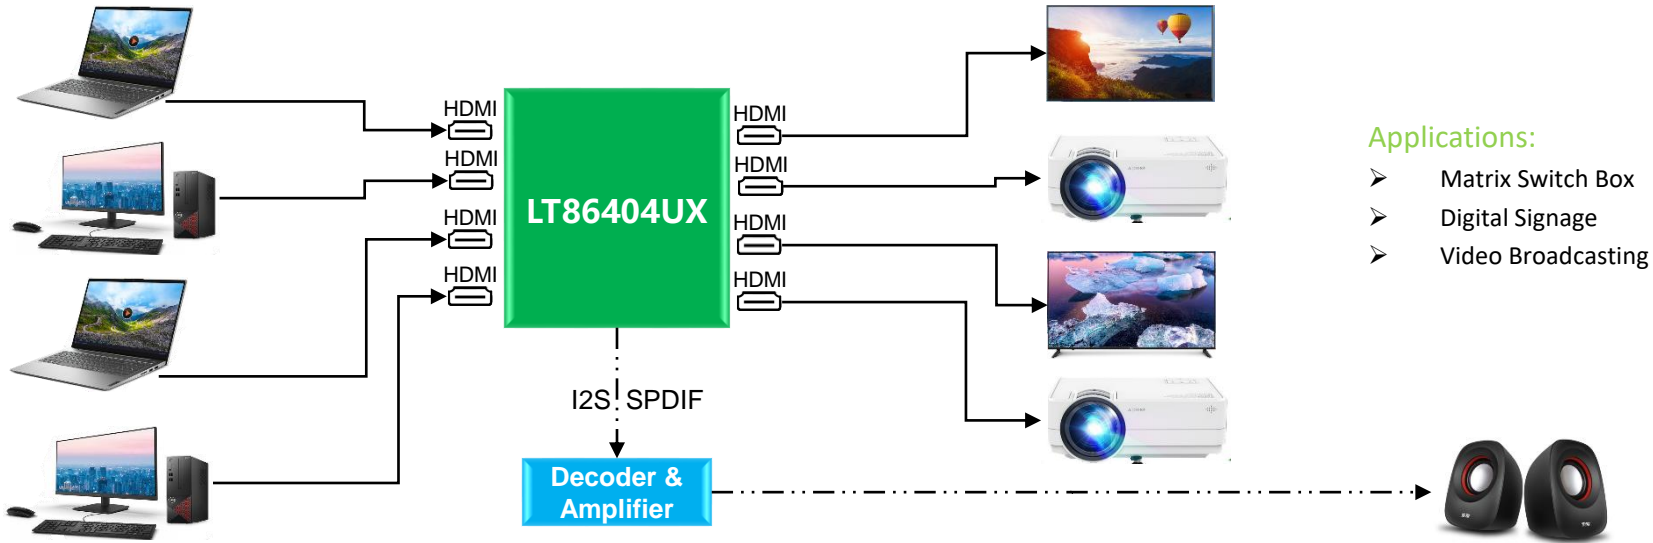 HDMI
HDMI
HDMI
HDMI
LT86404UX
HDMI
HDMI
HDMI
HDMI
I2S SPDIF
Decoder &
Amplifier
Applications:
➢ Matrix Switch Box
➢ Digital Signage
➢ Video Broadcasting